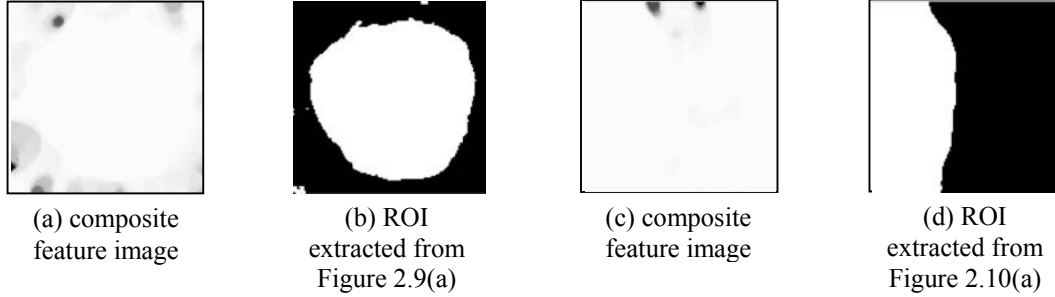 (a) composite
feature image
(b) ROI
extracted from
Figure 2.9(a)
(c) composite
feature image
(d) ROI
extracted from
Figure 2.10(a)